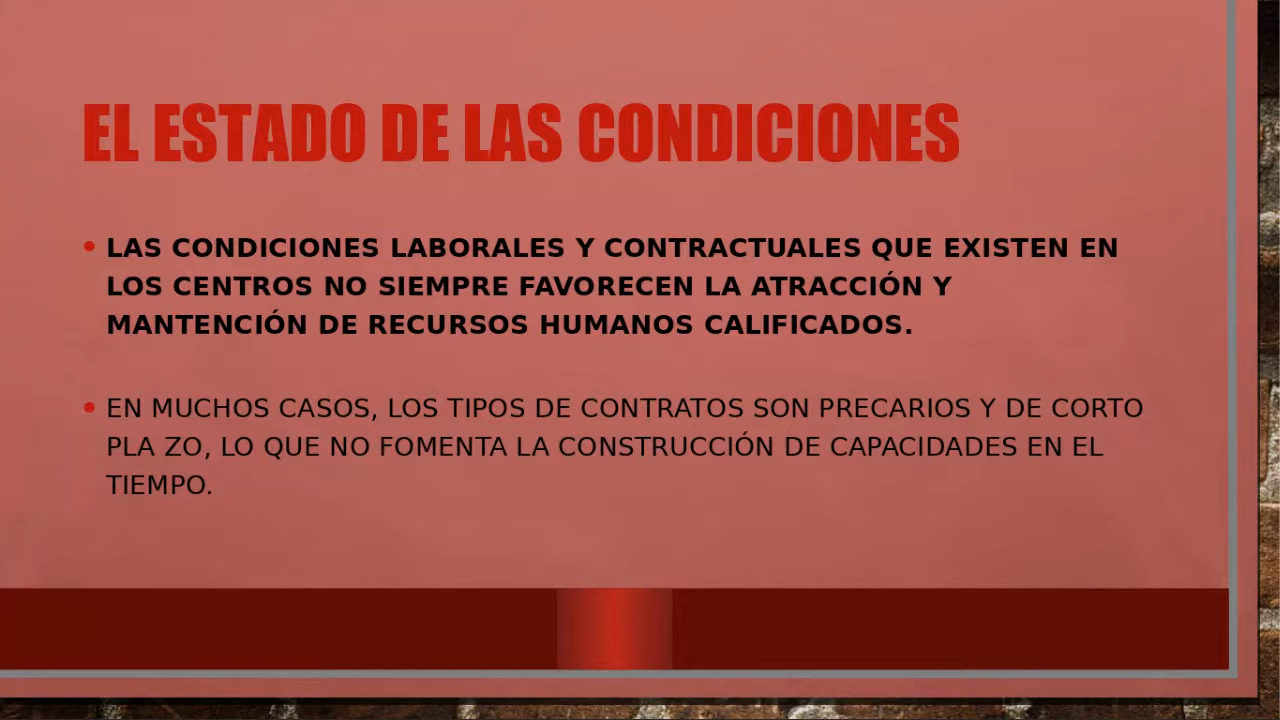 EL ESTADO DE LAS CONDICIONES
• LAS CONDICIONES LABORALES Y CONTRACTUALES QUE EXISTEN EN
LOS CENTROS NO SIEMPRE FAVORECEN LA ATRACCIÓN Y
MANTENCIÓN DE RECURSOS HUMANOS CALIFICADOS.
• EN MUCHOS CASOS, LOS TIPOS DE CONTRATOS SON PRECARIOS Y DE CORTO
PLA ZO, LO QUE NO FOMENTA LA CONSTRUCCIÓN DE CAPACIDADES EN EL
TIEMPO.